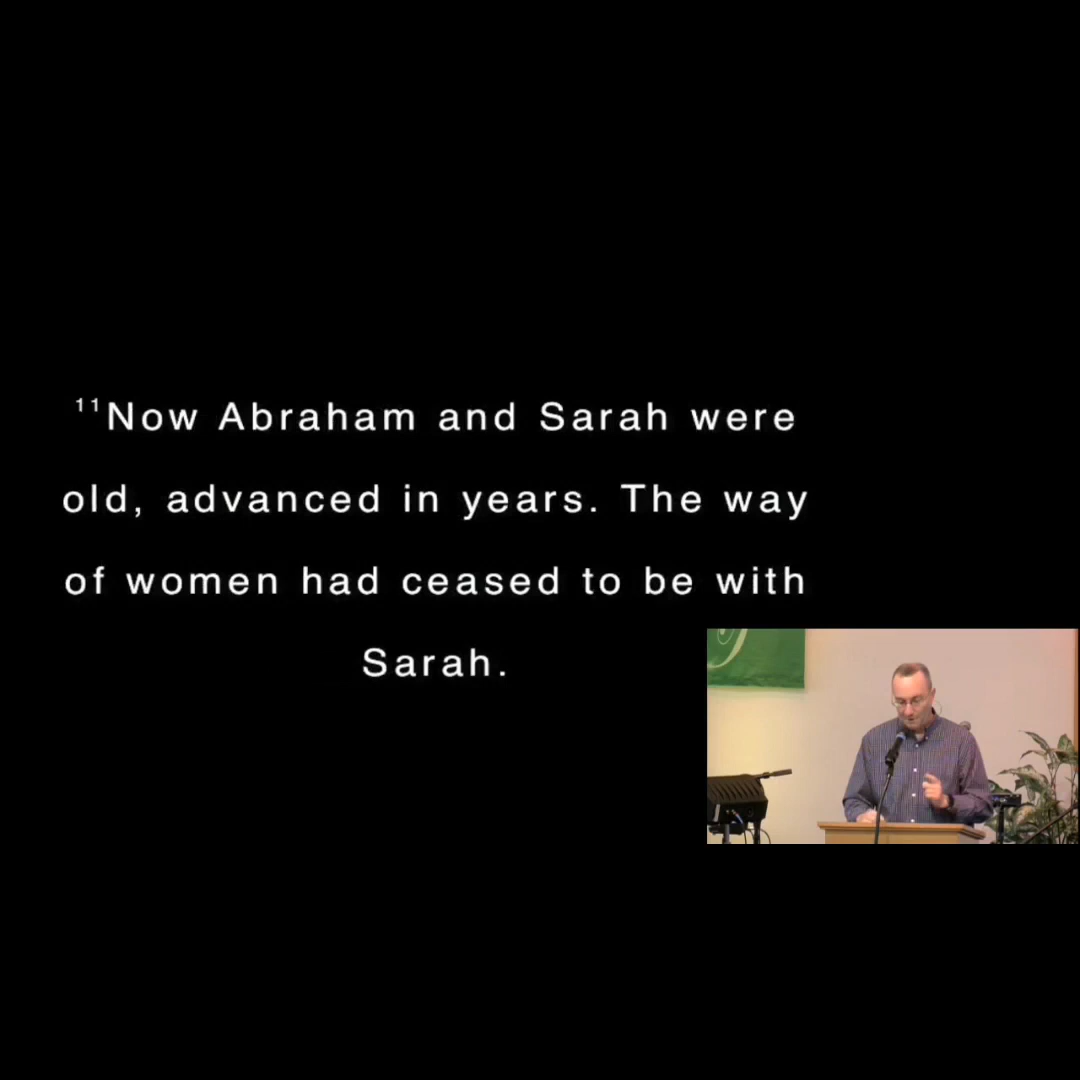 ¹¹Now Abraham and Sarah were
old, advanced in years. The way
of women had ceased to be with
Sarah.